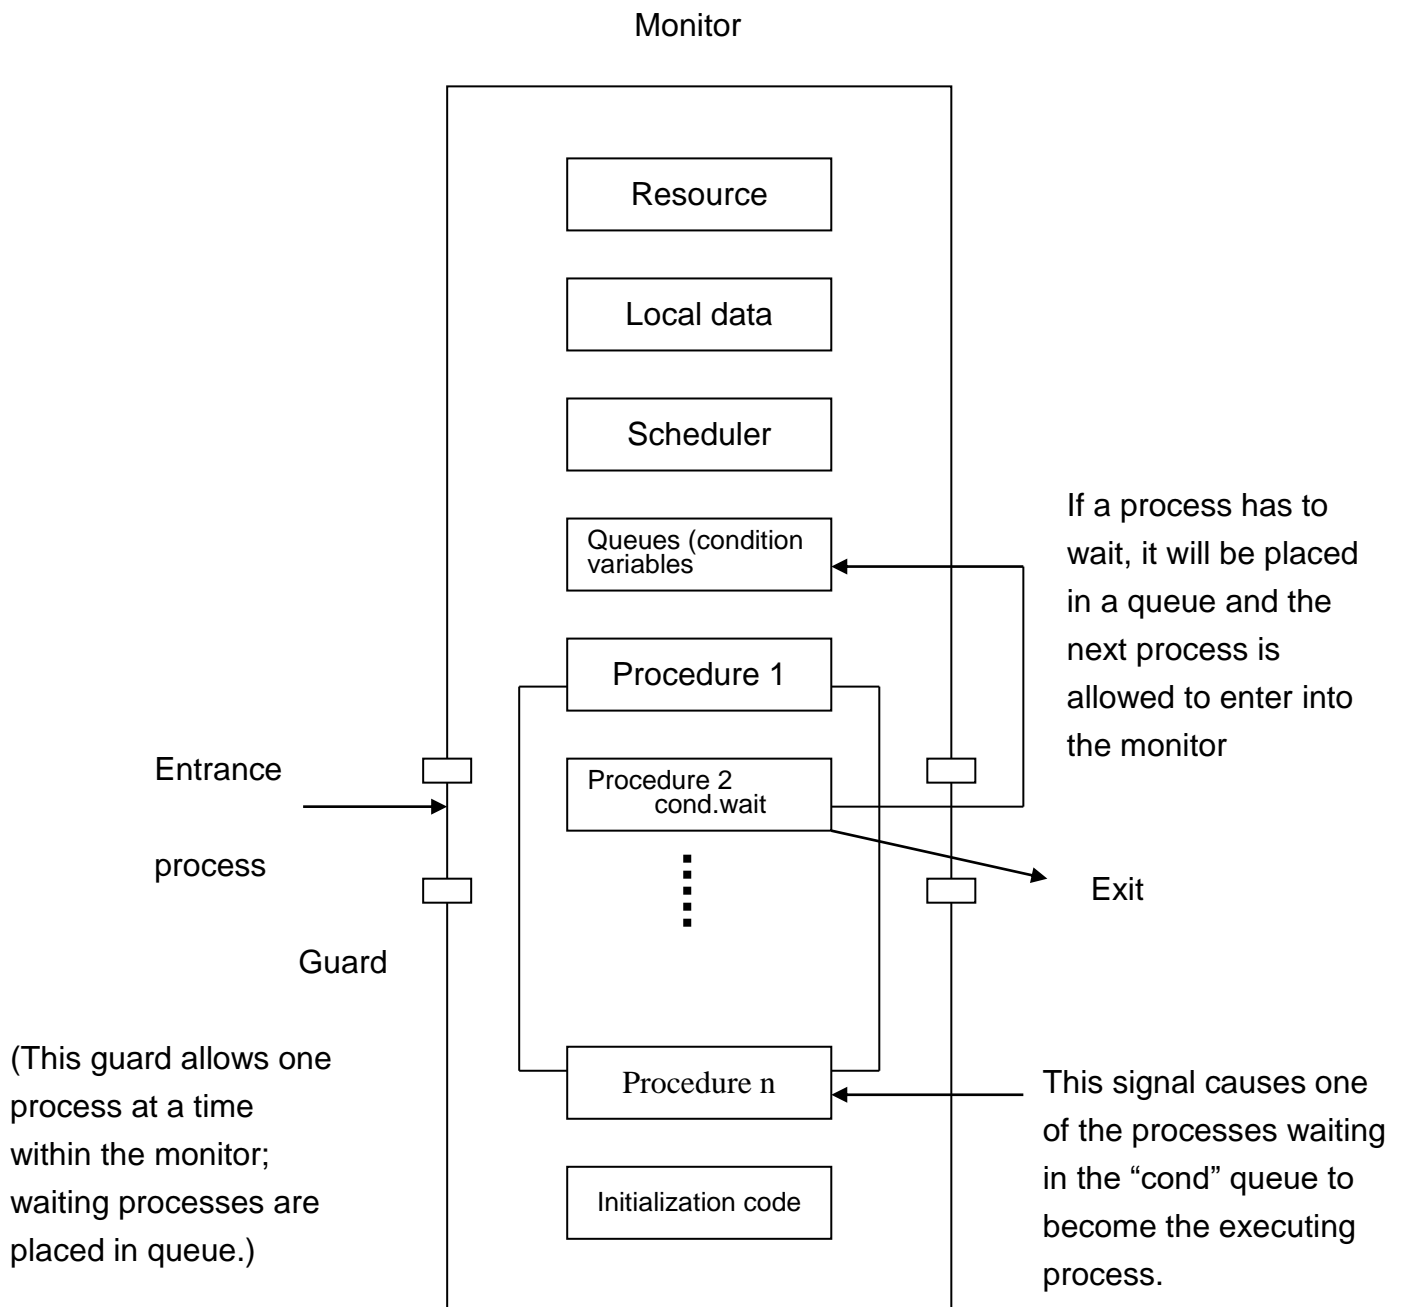 Monitor
Resource
Local data
Scheduler
Queues (condition
variables
If a process has to
wait, it will be placed
in a queue and the
next process is
allowed to enter into
the monitor
Procedure 1
Entrance
process
Procedure 2
cond.wait
Exit
Guard
(This guard allows one
process at a time
within the monitor;
waiting processes are
placed in queue.)
Procedure n
This signal causes one
of the processes waiting
in the “cond” queue to
become the executing
process.
Initialization code